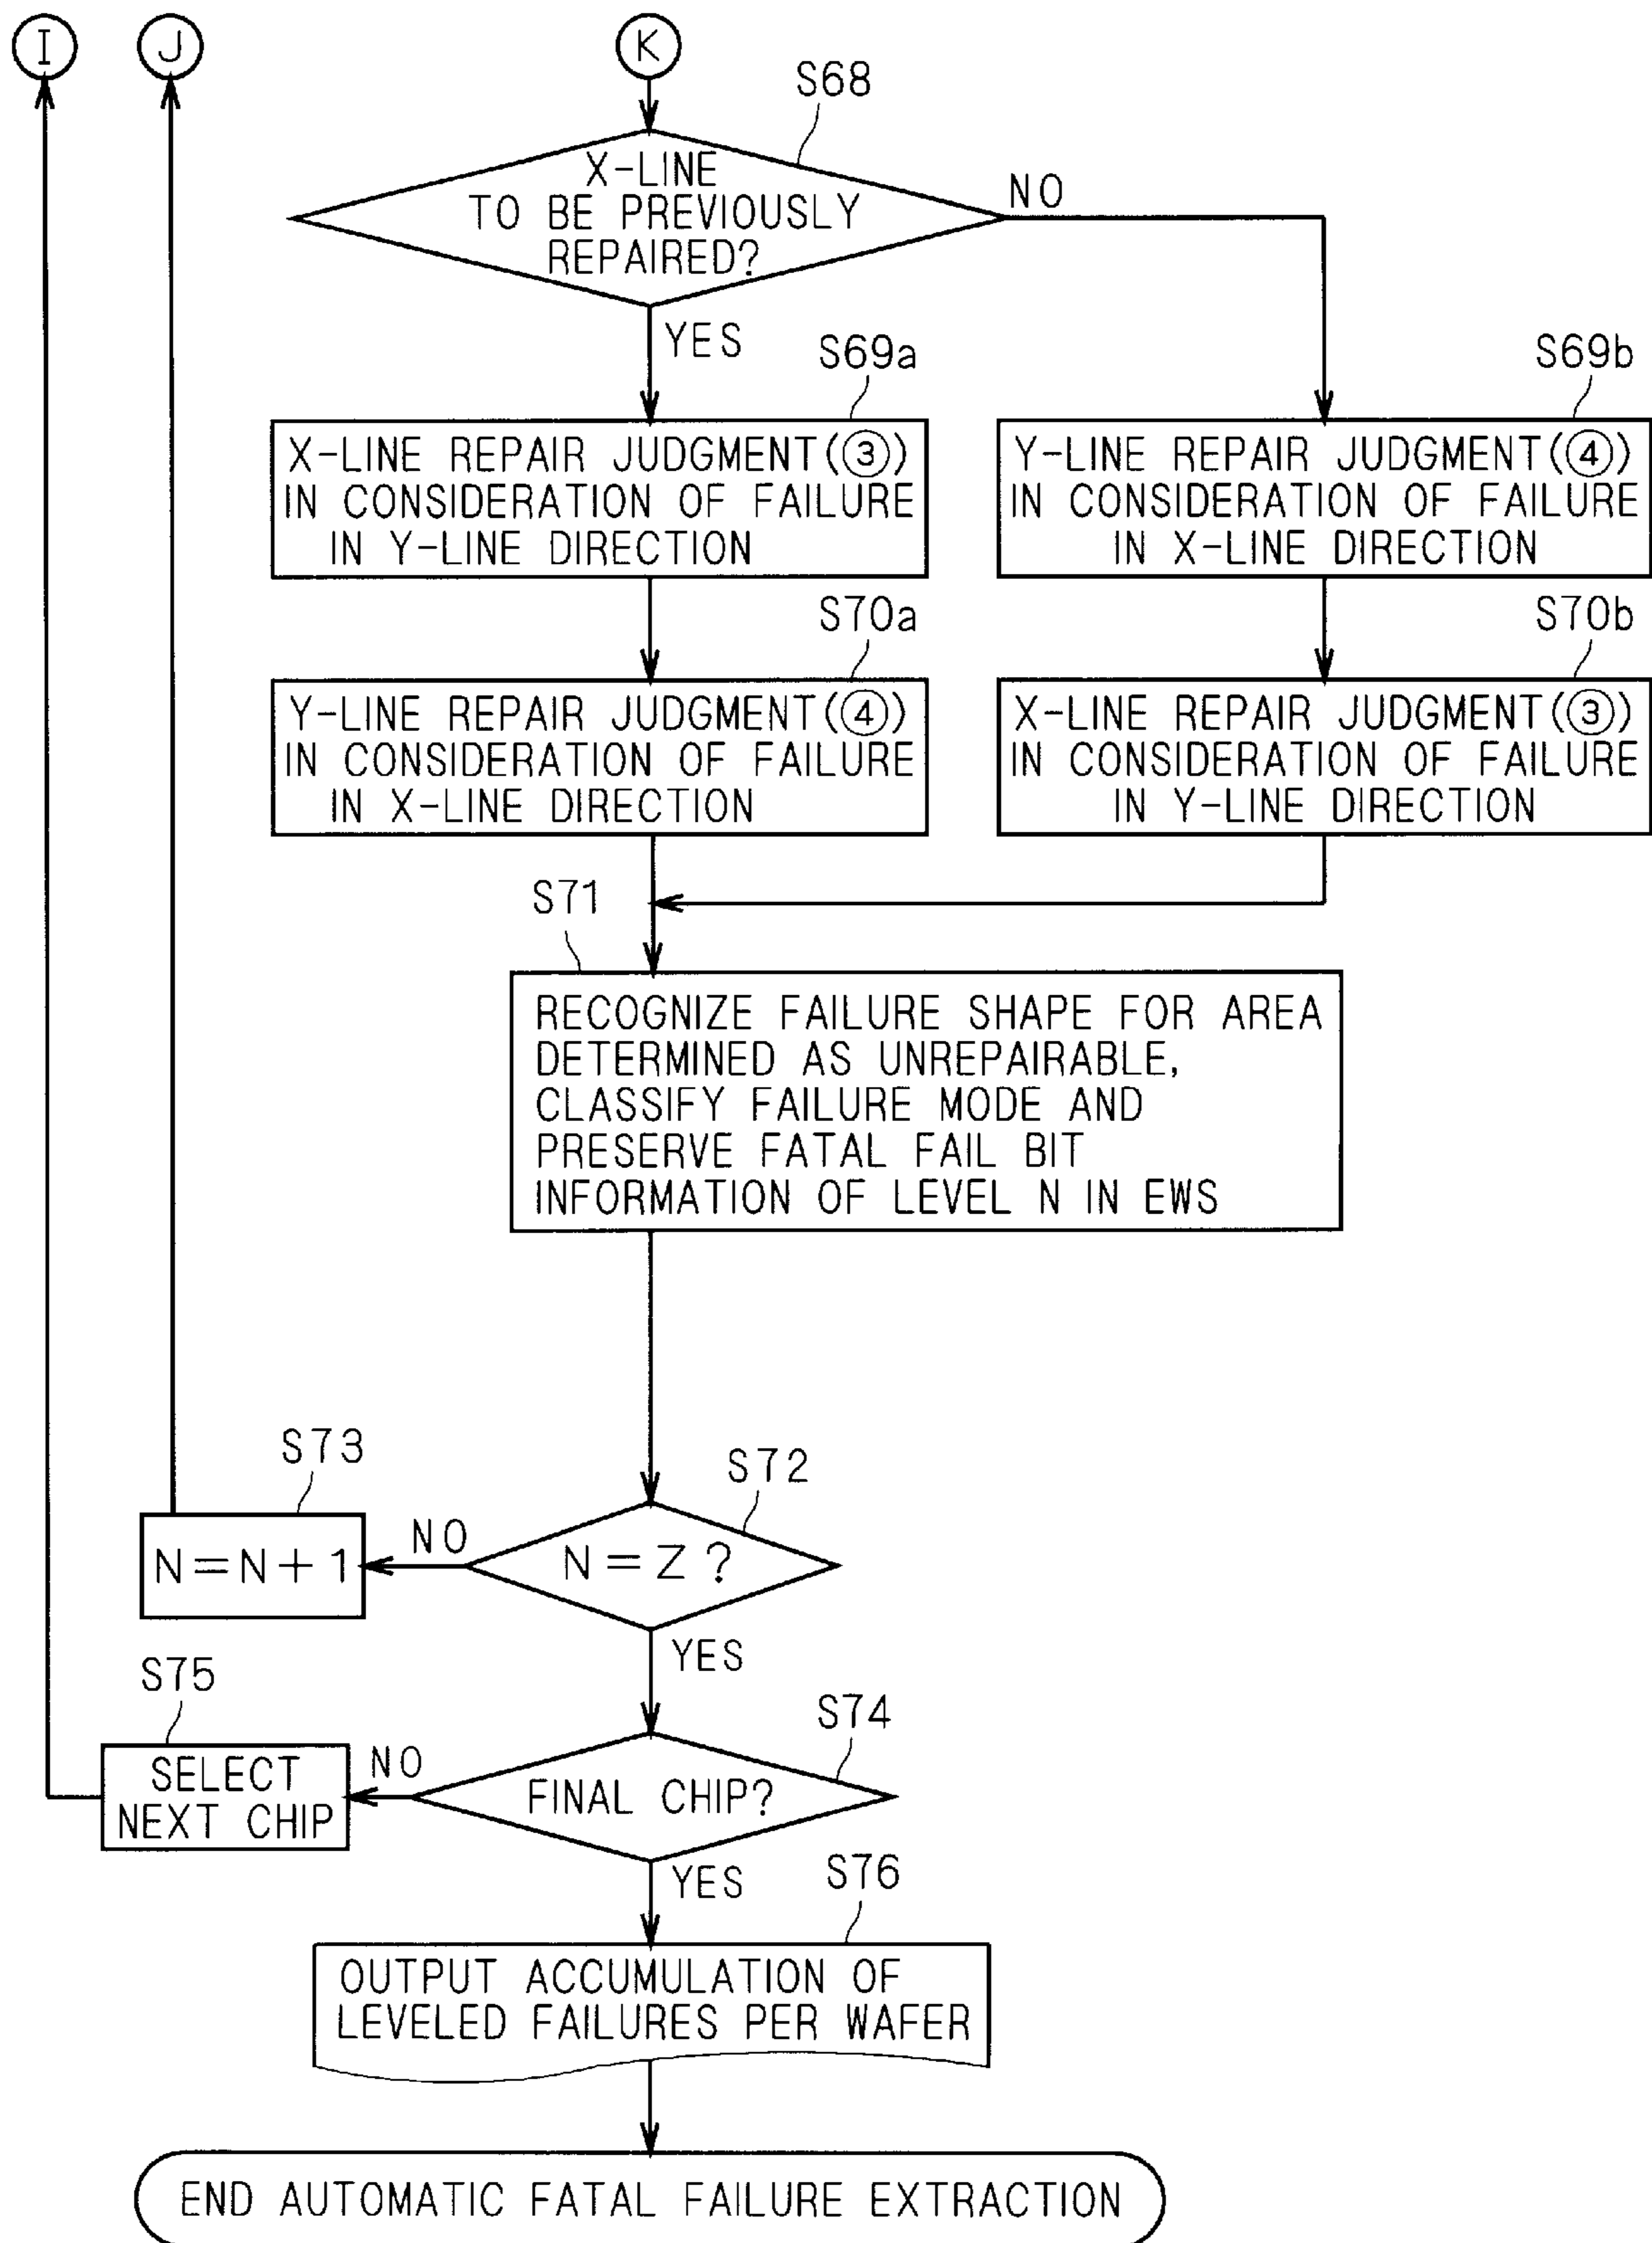 I
J
K
S68
X-LINE
TO BE PREVIOUSLY
REPAIRED?
NO
YES
S69a
X-LINE REPAIR JUDGMENT(③)
IN CONSIDERATION OF FAILURE
IN Y-LINE DIRECTION
S69b
Y-LINE REPAIR JUDGMENT(④)
IN CONSIDERATION OF FAILURE
IN X-LINE DIRECTION
S70a
Y-LINE REPAIR JUDGMENT(④)
IN CONSIDERATION OF FAILURE
IN X-LINE DIRECTION
S70b
X-LINE REPAIR JUDGMENT(③)
IN CONSIDERATION OF FAILURE
IN Y-LINE DIRECTION
S71
RECOGNIZE FAILURE SHAPE FOR AREA
DETERMINED AS UNREPAIRABLE,
CLASSIFY FAILURE MODE AND
PRESERVE FATAL FAIL BIT
INFORMATION OF LEVEL N IN EWS
S72
N=Z?
NO
S73
N=N+1
YES
S74
FINAL CHIP?
NO
S75
SELECT
NEXT CHIP
YES
S76
OUTPUT ACCUMULATION OF
LEVELED FAILURES PER WAFER
END AUTOMATIC FATAL FAILURE EXTRACTION